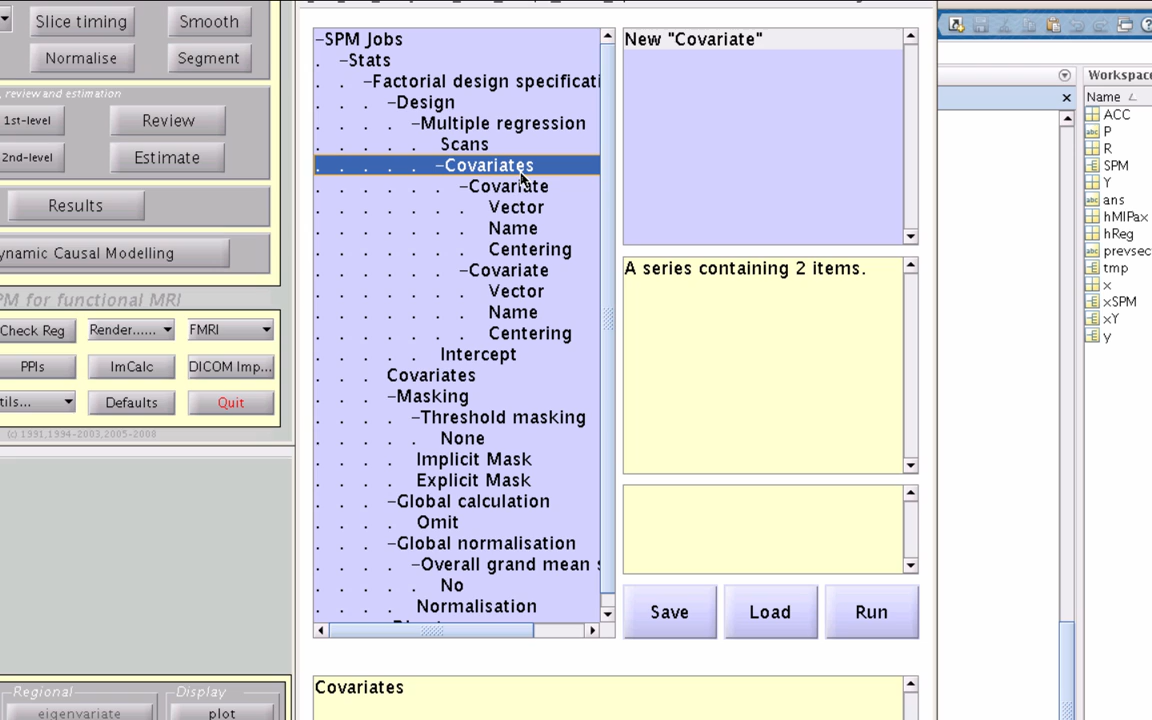 Slice timing
Smooth
Normalise
Segment
, review and estimation
1st-level
Review
2nd-level
Estimate
Results
ynamic Causal Modelling
PM for functional MRI
Check Reg
Render......
FMRI
PPIs
ImCalc
DICOM Imp...
tils...
Defaults
Quit
(c) 1991,1994-2003,2005-2008
Regional
Display
eigenvariate
plot
-SPM Jobs
. -Stats
. . -Factorial design specificati
. . . -Design
. . . . -Multiple regression
. . . . . Scans
. . . . . -Covariates
. . . . . . -Covariate
. . . . . . . Vector
. . . . . . . Name
. . . . . . . Centering
. . . . . . -Covariate
. . . . . . . Vector
. . . . . . . Name
. . . . . . . Centering
. . . . . Intercept
. . . Covariates
. . . -Masking
. . . . -Threshold masking
. . . . . None
. . . . Implicit Mask
. . . . Explicit Mask
. . . -Global calculation
. . . . Omit
. . . -Global normalisation
. . . . -Overall grand mean s
. . . . . No
. . . . Normalisation
New "Covariate"
A series containing 2 items.
Save
Load
Run
Covariates
Workspac
Name
ACC
P
R
SPM
Y
ans
hMIPax
hReg
prevsec
tmp
x
xSPM
xY
y